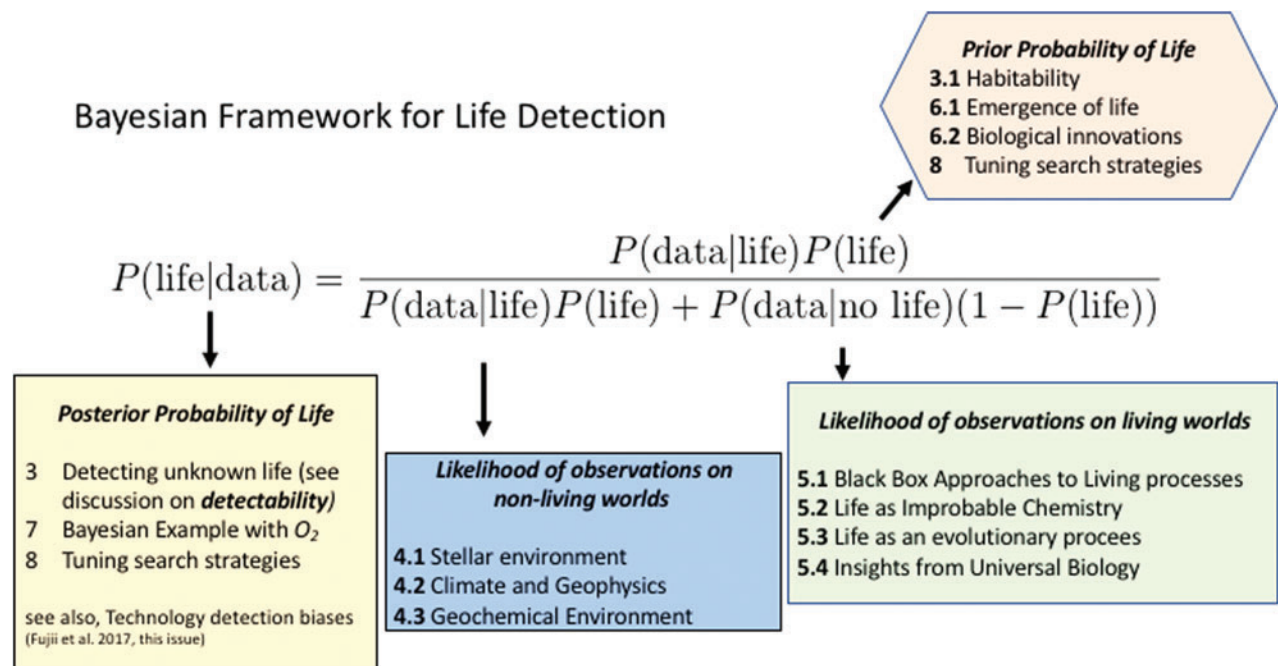 Prior Probability of Life
3.1 Habitability
6.1 Emergence of life
6.2 Biological innovations
8 Tuning search strategies
Bayesian Framework for Life Detection
P(life|data) = P(data|life)P(life) / P(data|life)P(life) + P(data|no life)(1 − P(life))
Posterior Probability of Life
3 Detecting unknown life (see
discussion on detectability)
7 Bayesian Example with O₂
8 Tuning search strategies
see also, Technology detection biases
(Fujii et al. 2017, this issue)
Likelihood of observations on
non-living worlds
4.1 Stellar environment
4.2 Climate and Geophysics
4.3 Geochemical Environment
Likelihood of observations on living worlds
5.1 Black Box Approaches to Living processes
5.2 Life as Improbable Chemistry
5.3 Life as an evolutionary procees
5.4 Insights from Universal Biology